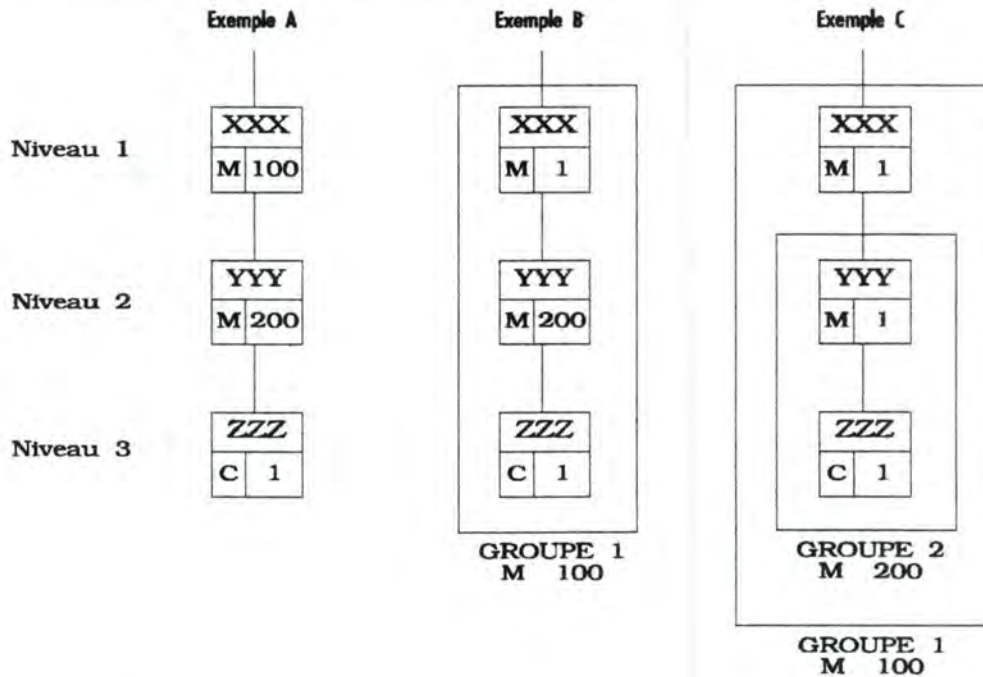 Exemple A Exemple B Exemple C
XXX XXX XXX
Niveau 1
M 100 M 1 M 1
YYY YYY YYY
Niveau 2
M 200 M 200 M 1
ZZZ ZZZ ZZZ
Niveau 3
C 1 C 1 C 1
GROUPE 1 GROUPE 2
M 100 M 200
GROUPE 1
M 100